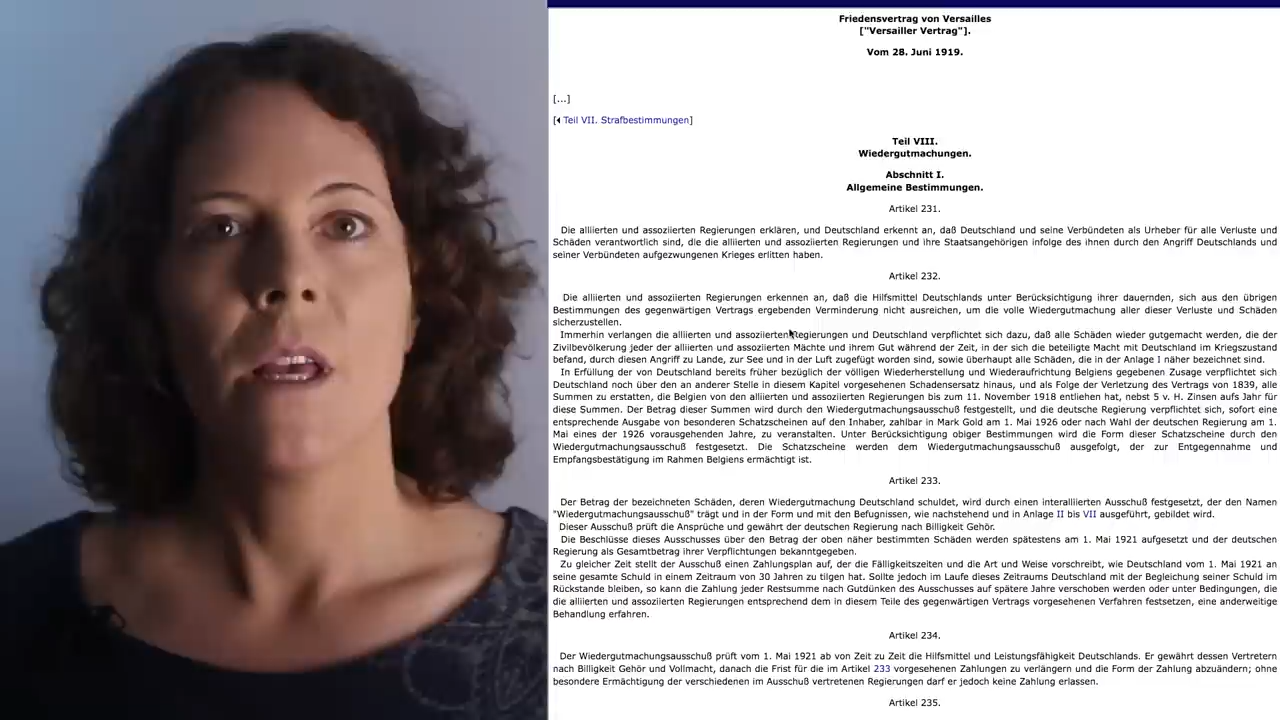 Friedensvertrag von Versailles
["Versailler Vertrag"].
Vom 28. Juni 1919.
[...]
[ Teil VII. Strafbestimmungen]
Teil VIII.
Wiedergutmachungen.
Abschnitt I.
Allgemeine Bestimmungen.
Artikel 231.
Die alliierten und assoziierten Regierungen erklären, und Deutschland erkennt an, daß Deutschland und seine Verbündeten als Urheber für alle Verluste und
Schäden verantwortlich sind, die die alliierten und assoziierten Regierungen und ihre Staatsangehörigen infolge des ihnen durch den Angriff Deutschlands und
seiner Verbündeten aufgezwungenen Krieges erlitten haben.
Artikel 232.
Die alliierten und assoziierten Regierungen erkennen an, daß die Hilfsmittel Deutschlands unter Berücksichtigung ihrer dauernden, sich aus den übrigen
Bestimmungen des gegenwärtigen Vertrags ergebenden Verminderung nicht ausreichen, um die volle Wiedergutmachung aller dieser Verluste und Schäden
sicherzustellen.
Immerhin verlangen die alliierten und assoziierten Regierungen und Deutschland verpflichtet sich dazu, daß alle Schäden wieder gutgemacht werden, die der
Zivilbevölkerung jeder der alliierten und assoziierten Mächte und ihrem Gut während der Zeit, in der sich die beteiligte Macht mit Deutschland im Kriegszustand
befand, durch diesen Angriff zu Lande, zur See und in der Luft zugefügt worden sind, sowie überhaupt alle Schäden, die in der Anlage I näher bezeichnet sind.
In Erfüllung der von Deutschland bereits früher bezüglich der völligen Wiederherstellung und Wiederaufrichtung Belgiens gegebenen Zusage verpflichtet sich
Deutschland noch über den an anderer Stelle in diesem Kapitel vorgesehenen Schadensersatz hinaus, und als Folge der Verletzung des Vertrags von 1839, alle
Summen zu erstatten, die Belgien von den alliierten und assoziierten Regierungen bis zum 11. November 1918 entliehen hat, nebst 5 v. H. Zinsen aufs Jahr für
diese Summen. Der Betrag dieser Summen wird durch den Wiedergutmachungsausschuß festgestellt, und die deutsche Regierung verpflichtet sich, sofort eine
entsprechende Ausgabe von besonderen Schatzscheinen auf den Inhaber, zahlbar in Mark Gold am 1. Mai 1926 oder nach Wahl der deutschen Regierung am 1.
Mai eines der 1926 vorausgehenden Jahre, zu veranstalten. Unter Berücksichtigung obiger Bestimmungen wird die Form dieser Schatzscheine durch den
Wiedergutmachungsausschuß festgesetzt. Die Schatzscheine werden dem Wiedergutmachungsausschuß ausgefolgt, der zur Entgegennahme und
Empfangsbestätigung im Rahmen Belgiens ermächtigt ist.
Artikel 233.
Der Betrag der bezeichneten Schäden, deren Wiedergutmachung Deutschland schuldet, wird durch einen interalliierten Ausschuß festgesetzt, der den Namen
"Wiedergutmachungsausschuß" trägt und in der Form und mit den Befugnissen, wie nachstehend und in Anlage II bis VII ausgeführt, gebildet wird.
Dieser Ausschuß prüft die Ansprüche und gewährt der deutschen Regierung nach Billigkeit Gehör.
Die Beschlüsse dieses Ausschusses über den Betrag der oben näher bestimmten Schäden werden spätestens am 1. Mai 1921 aufgesetzt und der deutschen
Regierung als Gesamtbetrag ihrer Verpflichtungen bekanntgegeben.
Zu gleicher Zeit stellt der Ausschuß einen Zahlungsplan auf, der die Fälligkeitszeiten und die Art und Weise vorschreibt, wie Deutschland vom 1. Mai 1921 an
seine gesamte Schuld in einem Zeitraum von 30 Jahren zu tilgen hat. Sollte jedoch im Laufe dieses Zeitraums Deutschland mit der Begleichung seiner Schuld im
Rückstande bleiben, so kann die Zahlung jeder Restsumme nach Gutdünken des Ausschusses auf spätere Jahre verschoben werden oder unter Bedingungen, die
die alliierten und assoziierten Regierungen entsprechend dem in diesem Teile des gegenwärtigen Vertrags vorgesehenen Verfahren festsetzen, eine anderweitige
Behandlung erfahren.
Artikel 234.
Der Wiedergutmachungsausschuß prüft vom 1. Mai 1921 ab von Zeit zu Zeit die Hilfsmittel und Leistungsfähigkeit Deutschlands. Er gewährt dessen Vertretern
nach Billigkeit Gehör und Vollmacht, danach die Frist für die im Artikel 233 vorgesehenen Zahlungen zu verlängern und die Form der Zahlung abzuändern; ohne
besondere Ermächtigung der verschiedenen im Ausschuß vertretenen Regierungen darf er jedoch keine Zahlung erlassen.
Artikel 235.